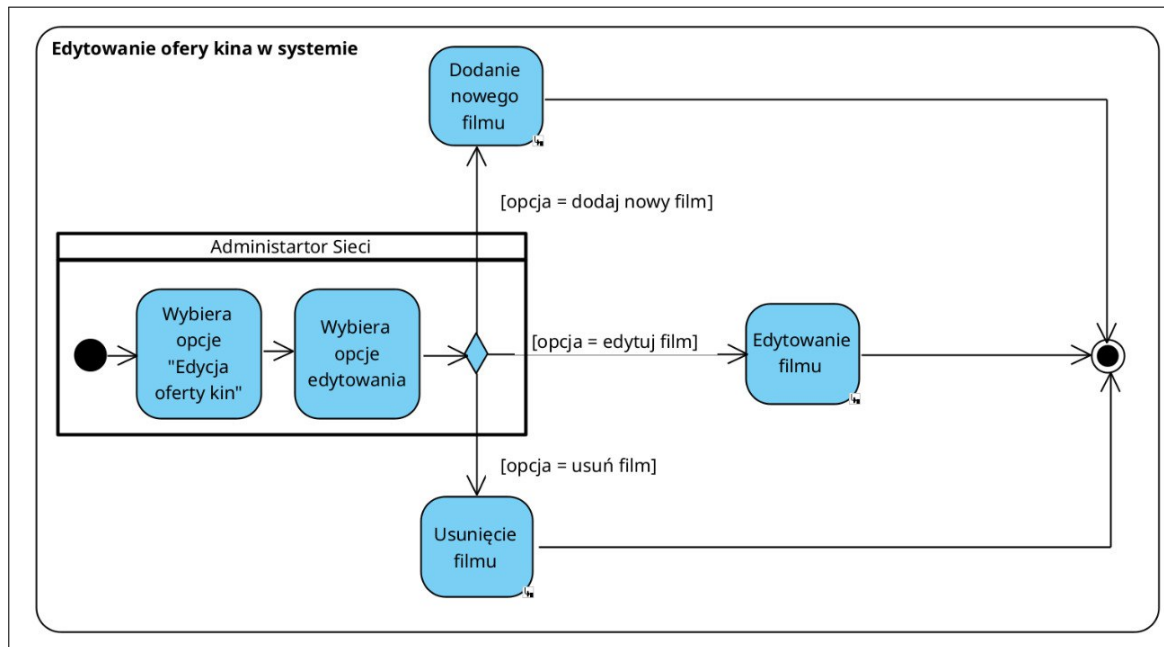 Edytowanie ofery kina w systemie
Dodanie
nowego
filmu
[opcja = dodaj nowy film]
Administartor Sieci
Wybiera
opcje
"Edycja
oferty kin"
Wybiera
opcje
edytowania
[opcja = edytuj film]
Edytowanie
filmu
[opcja = usuń film]
Usunięcie
filmu